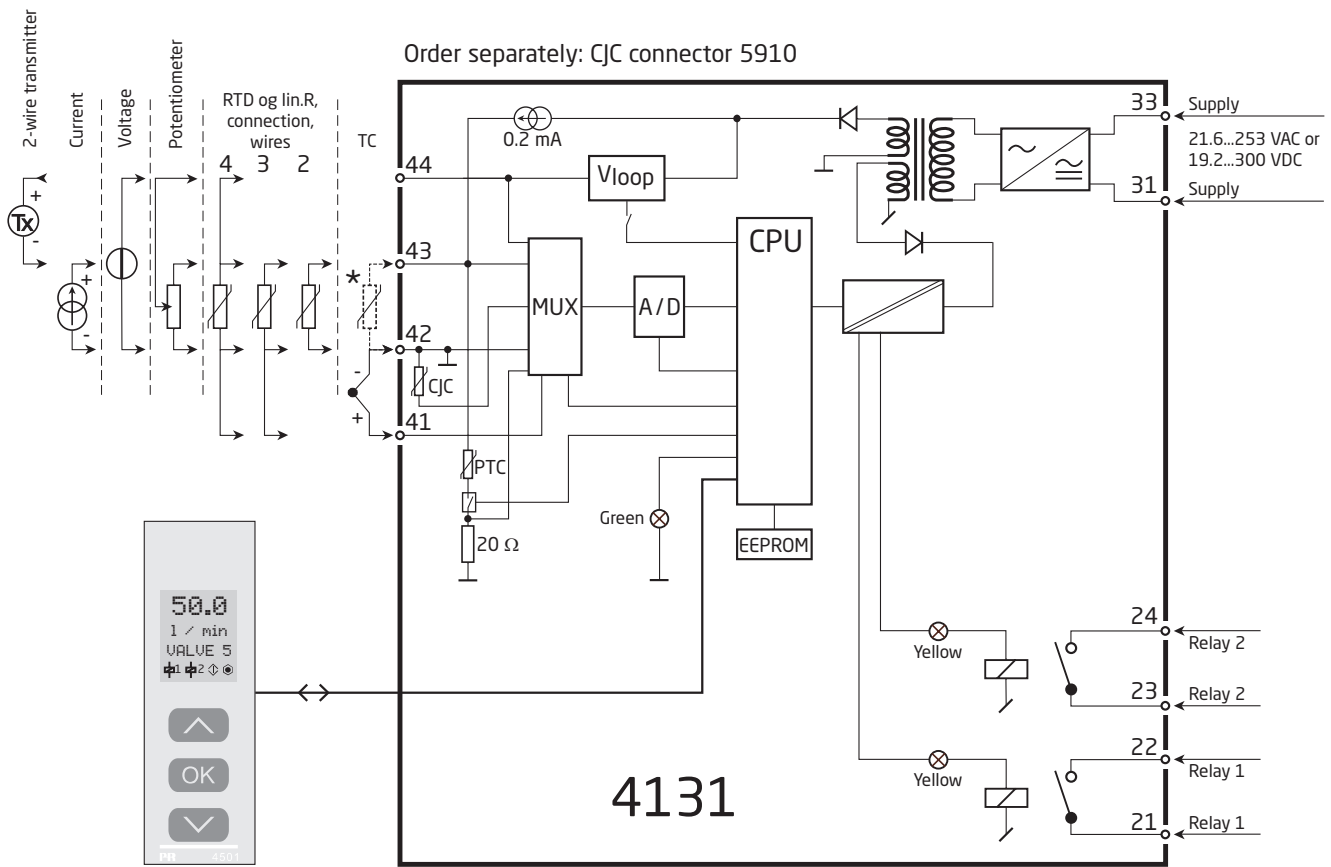 Order separately: CJC connector 5910
2-wire transmitter
Current
Voltage
Potentiometer
RTD og lin.R,
connection,
wires
4 3 2
TC
Tx
+
-
+
-
*
-
+
44
43
42
41
0.2 mA
Vloop
MUX
A/D
CPU
EEPROM
CJC
PTC
20 Ω
Green
33
Supply
21.6...253 VAC or
19.2...300 VDC
31
Supply
24
Relay 2
Yellow
23
Relay 2
22
Relay 1
Yellow
21
Relay 1
4131
50.0
l / min
VALVE 5
1 2
OK
PR 4501